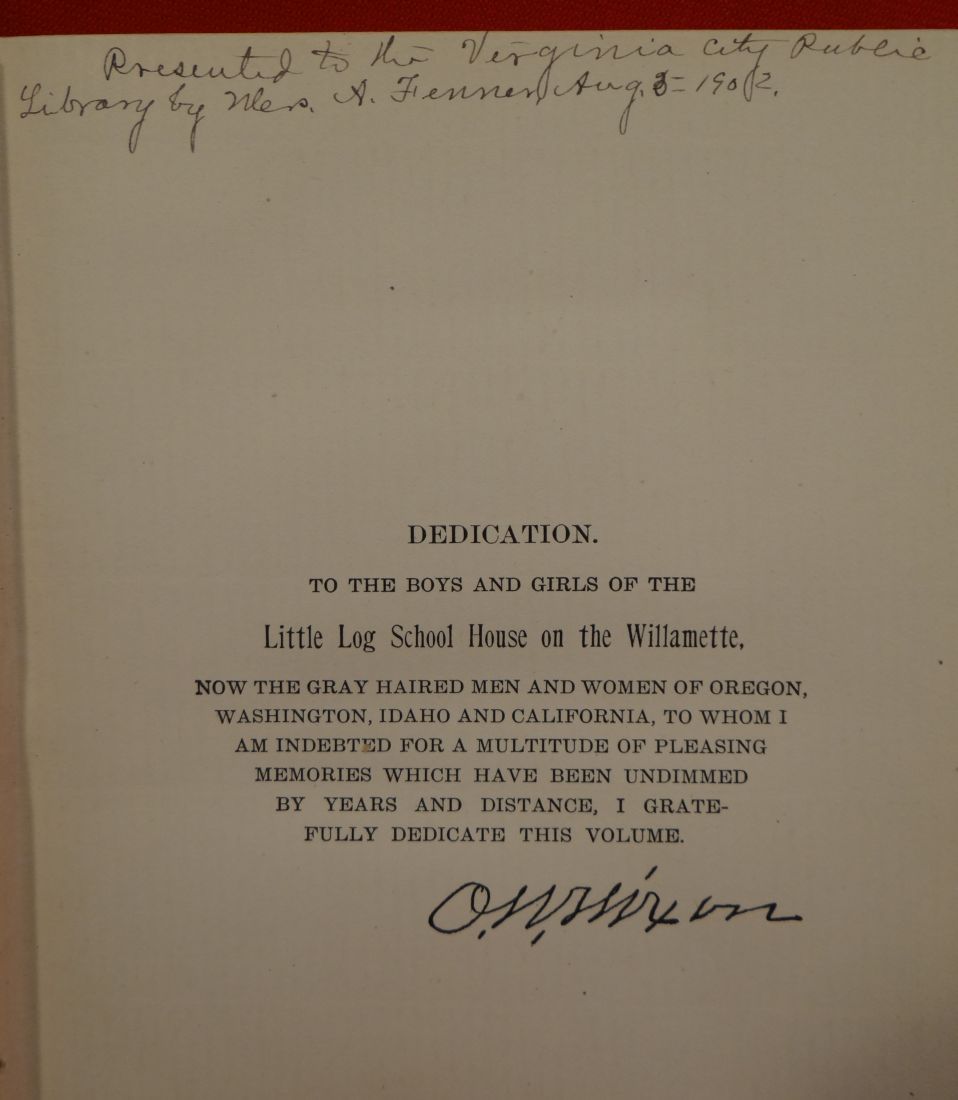 Presented to the Virginia City Public
Library by Mrs. A. Fenner, Aug. 5 - 1902.
DEDICATION.
TO THE BOYS AND GIRLS OF THE
Little Log School House on the Willamette,
NOW THE GRAY HAIRED MEN AND WOMEN OF OREGON,
WASHINGTON, IDAHO AND CALIFORNIA, TO WHOM I
AM INDEBTED FOR A MULTITUDE OF PLEASING
MEMORIES WHICH HAVE BEEN UNDIMMED
BY YEARS AND DISTANCE, I GRATE-
FULLY DEDICATE THIS VOLUME.
O. W. Nixon